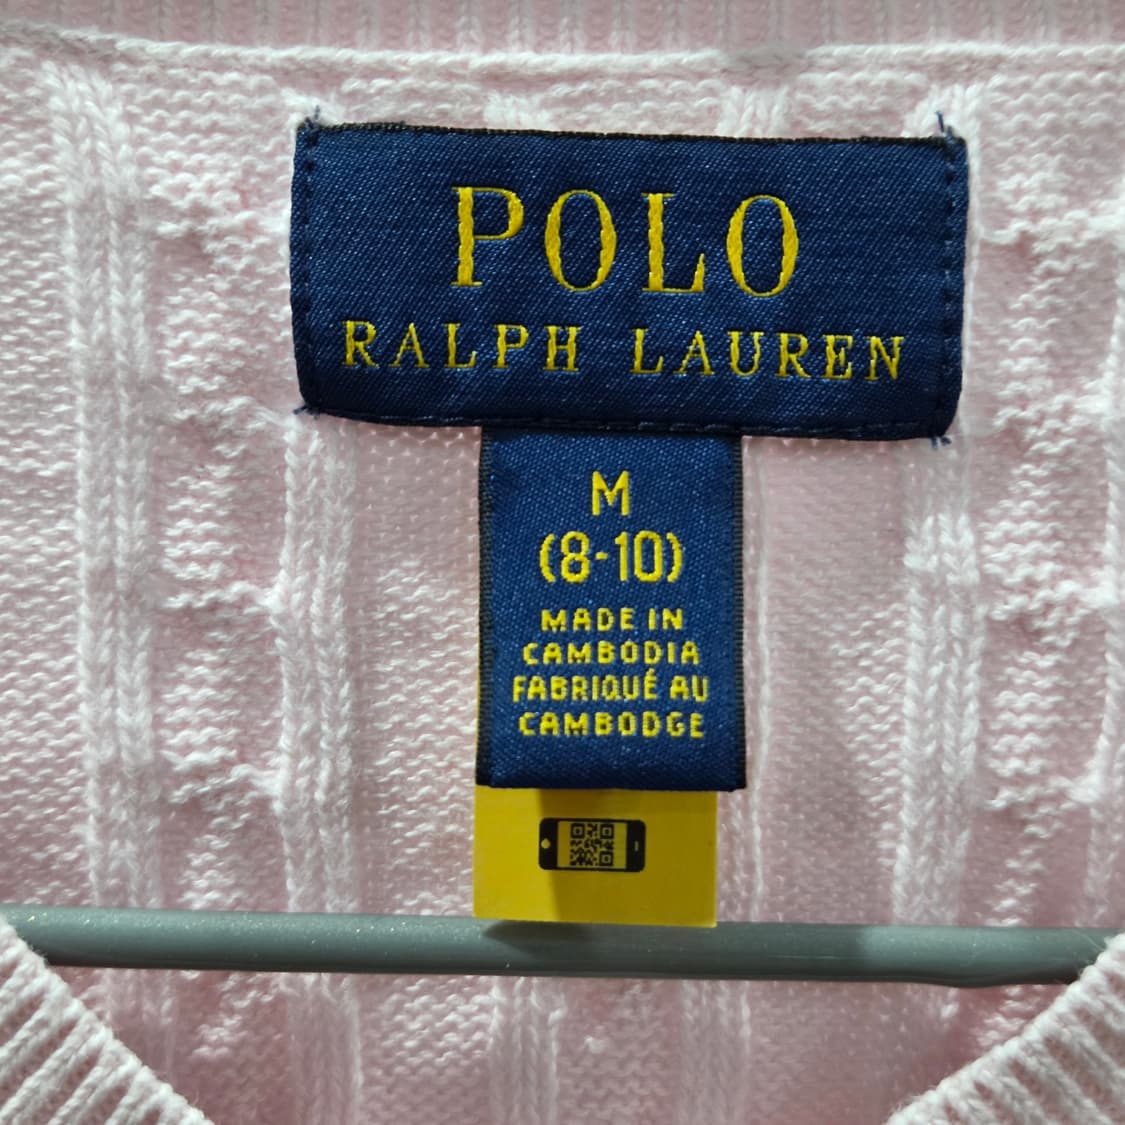 POLO
RALPH LAUREN
M
(8-10)
MADE IN
CAMBODIA
FABRIQUÉ AU
CAMBODGE